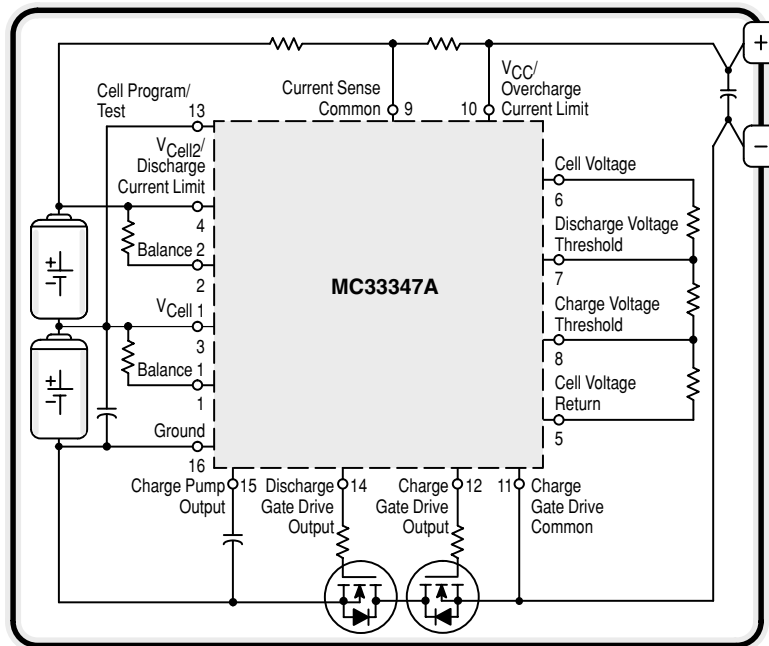 Cell Program/
Test
13
Current Sense
Common
9
VCC/
Overcharge
Current Limit
10
+
−
VCell2/
Discharge
Current Limit
4
Balance 2
2
VCell 1
3
Balance 1
1
Ground
16
+
−
+
−
MC33347A
Cell Voltage
6
Discharge Voltage
Threshold
7
Charge Voltage
Threshold
8
Cell Voltage
Return
5
Charge Pump
Output
15
Discharge
Gate Drive
Output
14
Charge
Gate Drive
Output
12
11
Charge
Gate Drive
Common